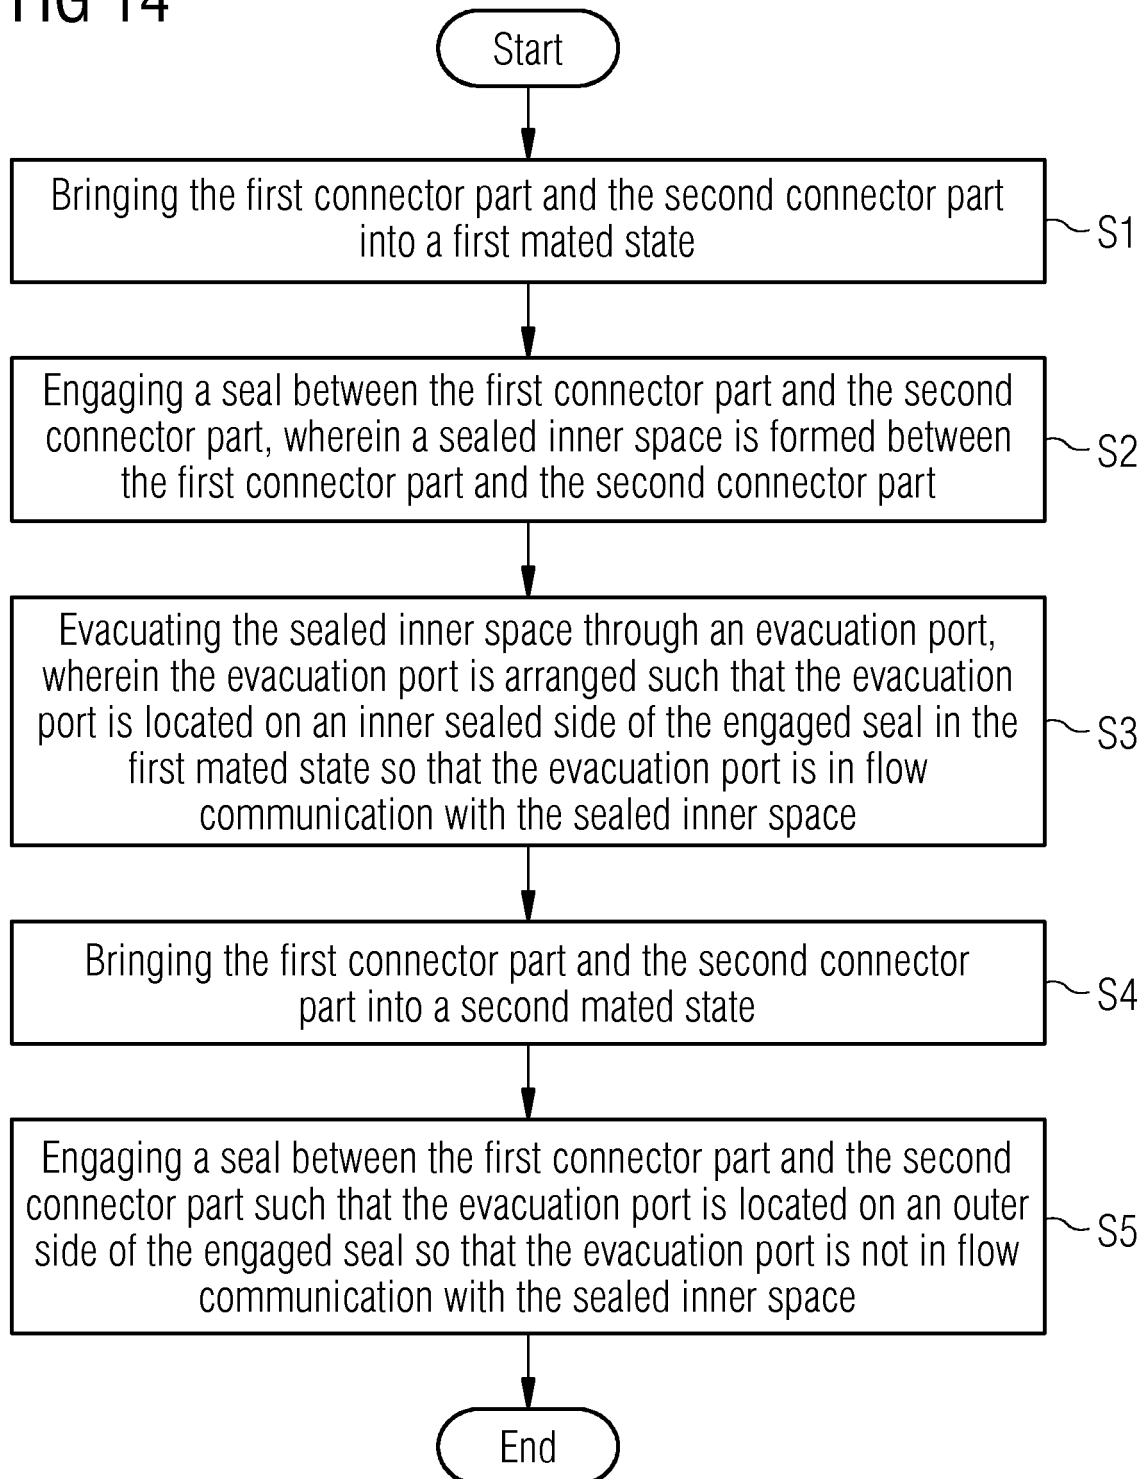 FIG 14
Start
Bringing the first connector part and the second connector part
into a first mated state
S1
Engaging a seal between the first connector part and the second
connector part, wherein a sealed inner space is formed between
the first connector part and the second connector part
S2
Evacuating the sealed inner space through an evacuation port,
wherein the evacuation port is arranged such that the evacuation
port is located on an inner sealed side of the engaged seal in the
first mated state so that the evacuation port is in flow
communication with the sealed inner space
S3
Bringing the first connector part and the second connector
part into a second mated state
S4
Engaging a seal between the first connector part and the second
connector part such that the evacuation port is located on an outer
side of the engaged seal so that the evacuation port is not in flow
communication with the sealed inner space
S5
End